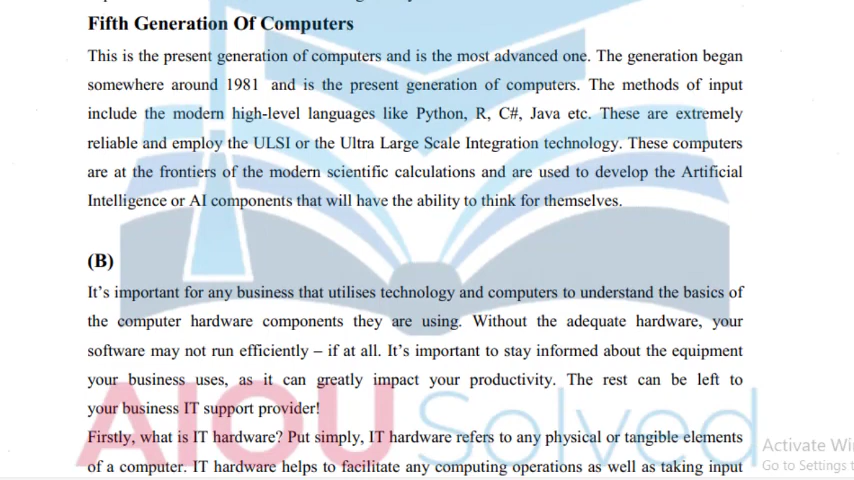 Fifth Generation Of Computers
This is the present generation of computers and is the most advanced one. The generation began
somewhere around 1981 and is the present generation of computers. The methods of input
include the modern high-level languages like Python, R, C#, Java etc. These are extremely
reliable and employ the ULSI or the Ultra Large Scale Integration technology. These computers
are at the frontiers of the modern scientific calculations and are used to develop the Artificial
Intelligence or AI components that will have the ability to think for themselves.
(B)
It's important for any business that utilises technology and computers to understand the basics of
the computer hardware components they are using. Without the adequate hardware, your
software may not run efficiently – if at all. It's important to stay informed about the equipment
your business uses, as it can greatly impact your productivity. The rest can be left to
your business IT support provider!
AIOU Solved
Firstly, what is IT hardware? Put simply, IT hardware refers to any physical or tangible elements
of a computer. IT hardware helps to facilitate any computing operations as well as taking input
Activate Wi
Go to Settings t